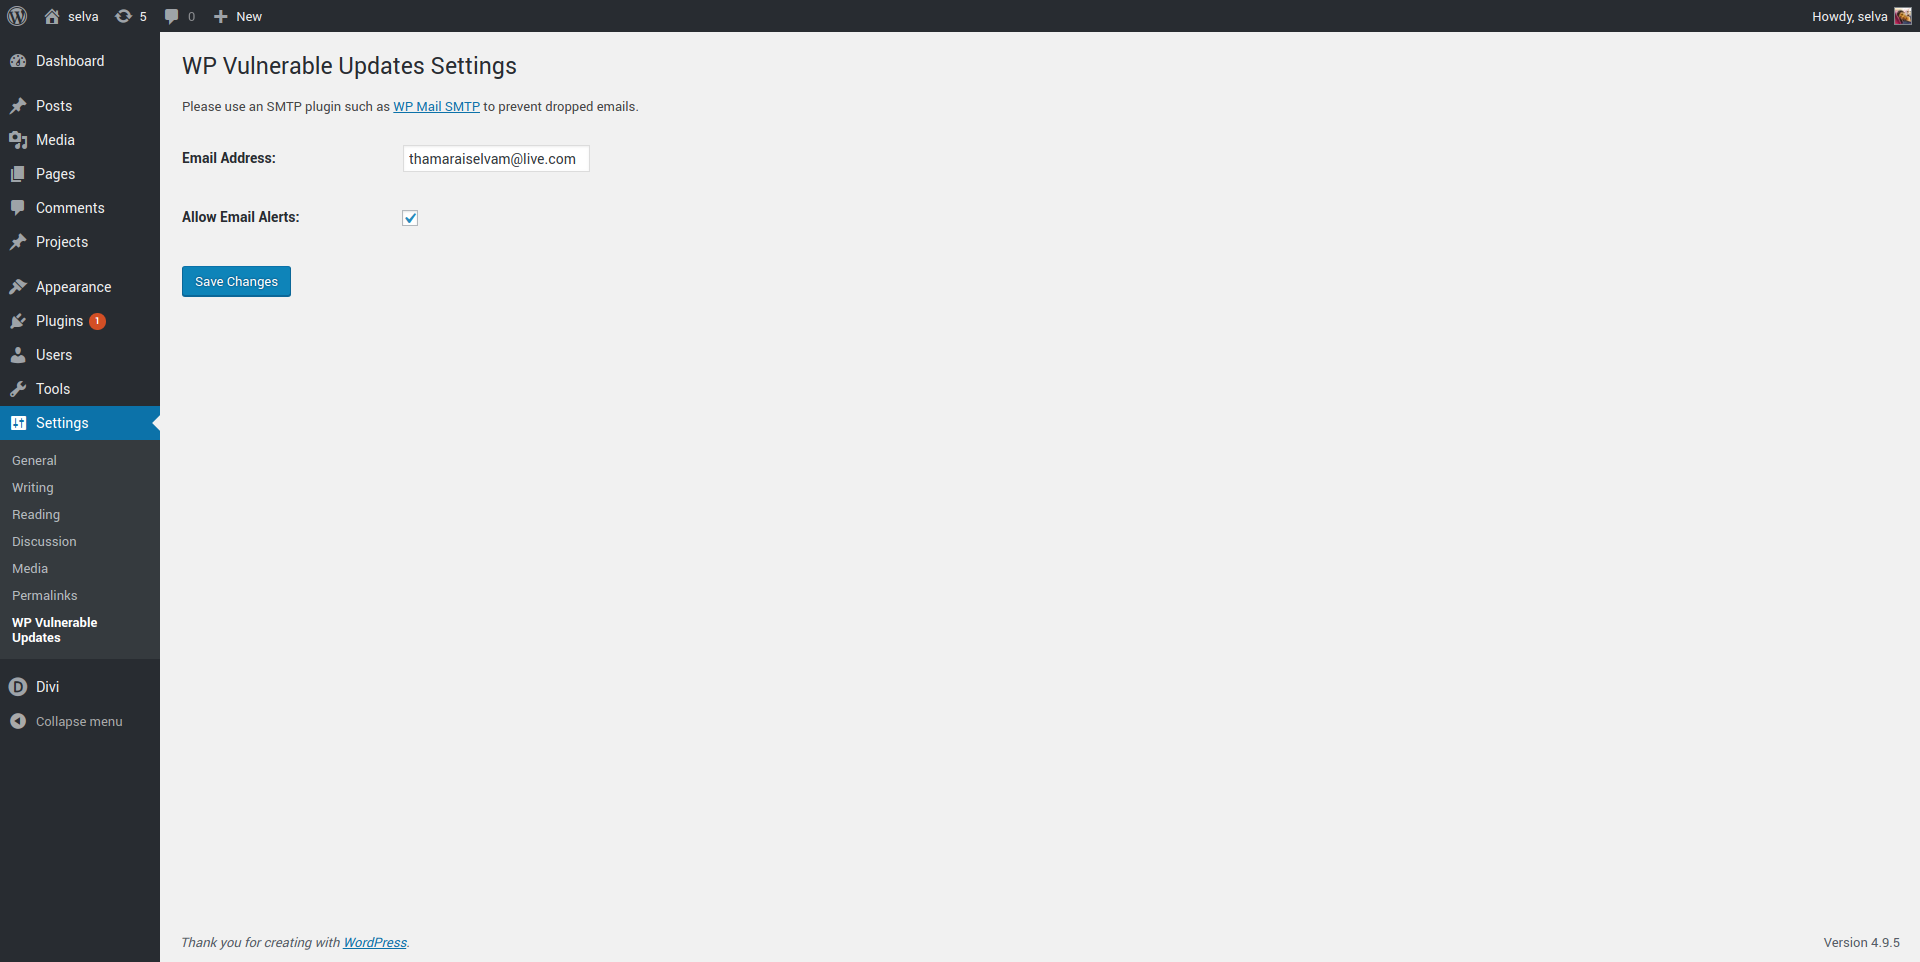 selva
5
0
New
Howdy, selva
Dashboard
Posts
Media
Pages
Comments
Projects
Appearance
Plugins 1
Users
Tools
Settings
General
Writing
Reading
Discussion
Media
Permalinks
WP Vulnerable
Updates
Divi
Collapse menu
WP Vulnerable Updates Settings
Please use an SMTP plugin such as WP Mail SMTP to prevent dropped emails.
Email Address: thamaraiselvam@live.com
Allow Email Alerts:
Save Changes
Thank you for creating with WordPress.
Version 4.9.5